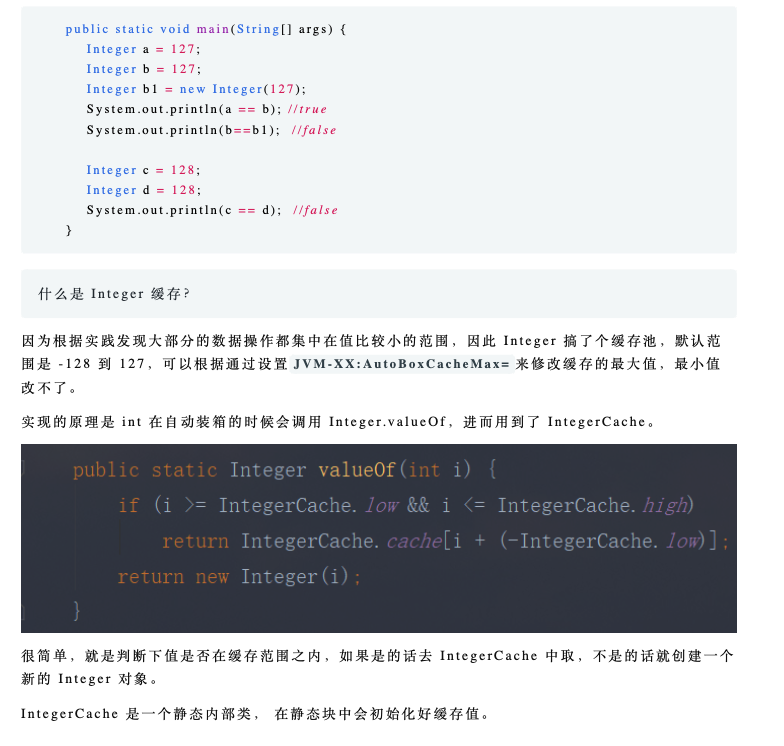 public static void main(String[] args) {
Integer a = 127;
Integer b = 127;
Integer b1 = new Integer(127);
System.out.println(a == b); //true
System.out.println(b==b1);  //false
Integer c = 128;
Integer d = 128;
System.out.println(c == d);  //false
}
什么是 Integer 缓存?
因为根据实践发现大部分的数据操作都集中在值比较小的范围，因此 Integer 搞了个缓存池，默认范
围是 -128 到 127，可以根据通过设置 JVM-XX:AutoBoxCacheMax= 来修改缓存的最大值，最小值
改不了。
实现的原理是 int 在自动装箱的时候会调用 Integer.valueOf，进而用到了 IntegerCache。
public static Integer valueOf(int i) {
if (i >= IntegerCache.low && i <= IntegerCache.high)
return IntegerCache.cache[i + (-IntegerCache.low)];
return new Integer(i);
}
很简单，就是判断下值是否在缓存范围之内，如果是的话去 IntegerCache 中取，不是的话就创建一个
新的 Integer 对象。
IntegerCache 是一个静态内部类， 在静态块中会初始化好缓存值。